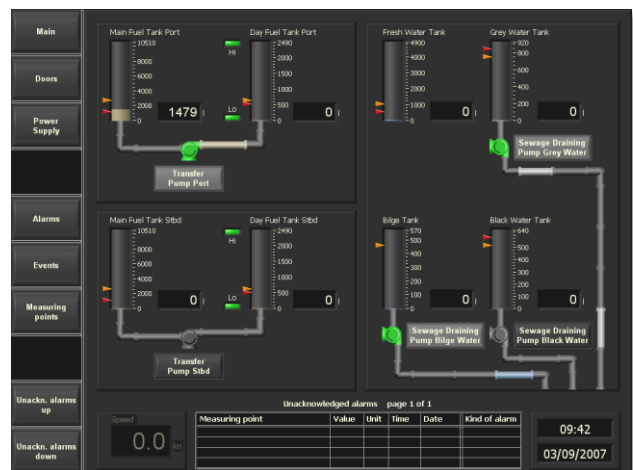 Main
Doors
Power
Supply
Alarms
Events
Measuring
points
Unackn. alarms
up
Unackn. alarms
down
Main Fuel Tank Port
10510
8000
6000
4000
2000
0
1479 l
Hi
Lo
Day Fuel Tank Port
2490
2000
1500
1000
500
0
0 l
Transfer
Pump Port
Main Fuel Tank Stbd
10510
8000
6000
4000
2000
0
0 l
Hi
Lo
Day Fuel Tank Stbd
2490
2000
1500
1000
500
0
0 l
Transfer
Pump Stbd
Fresh Water Tank
4900
4000
3000
2000
1000
0
0 l
Grey Water Tank
920
800
600
400
200
0
0 l
Sewage Draining
Pump Grey Water
Bilge Tank
570
500
400
300
200
100
0
0 l
Sewage Draining
Pump Bilge Water
Black Water Tank
640
500
400
300
200
100
0
0 l
Sewage Draining
Pump Black Water
Unacknowledged alarms page 1 of 1
Speed
0.0 kn
Measuring point Value Unit Time Date Kind of alarm
09:42
03/09/2007